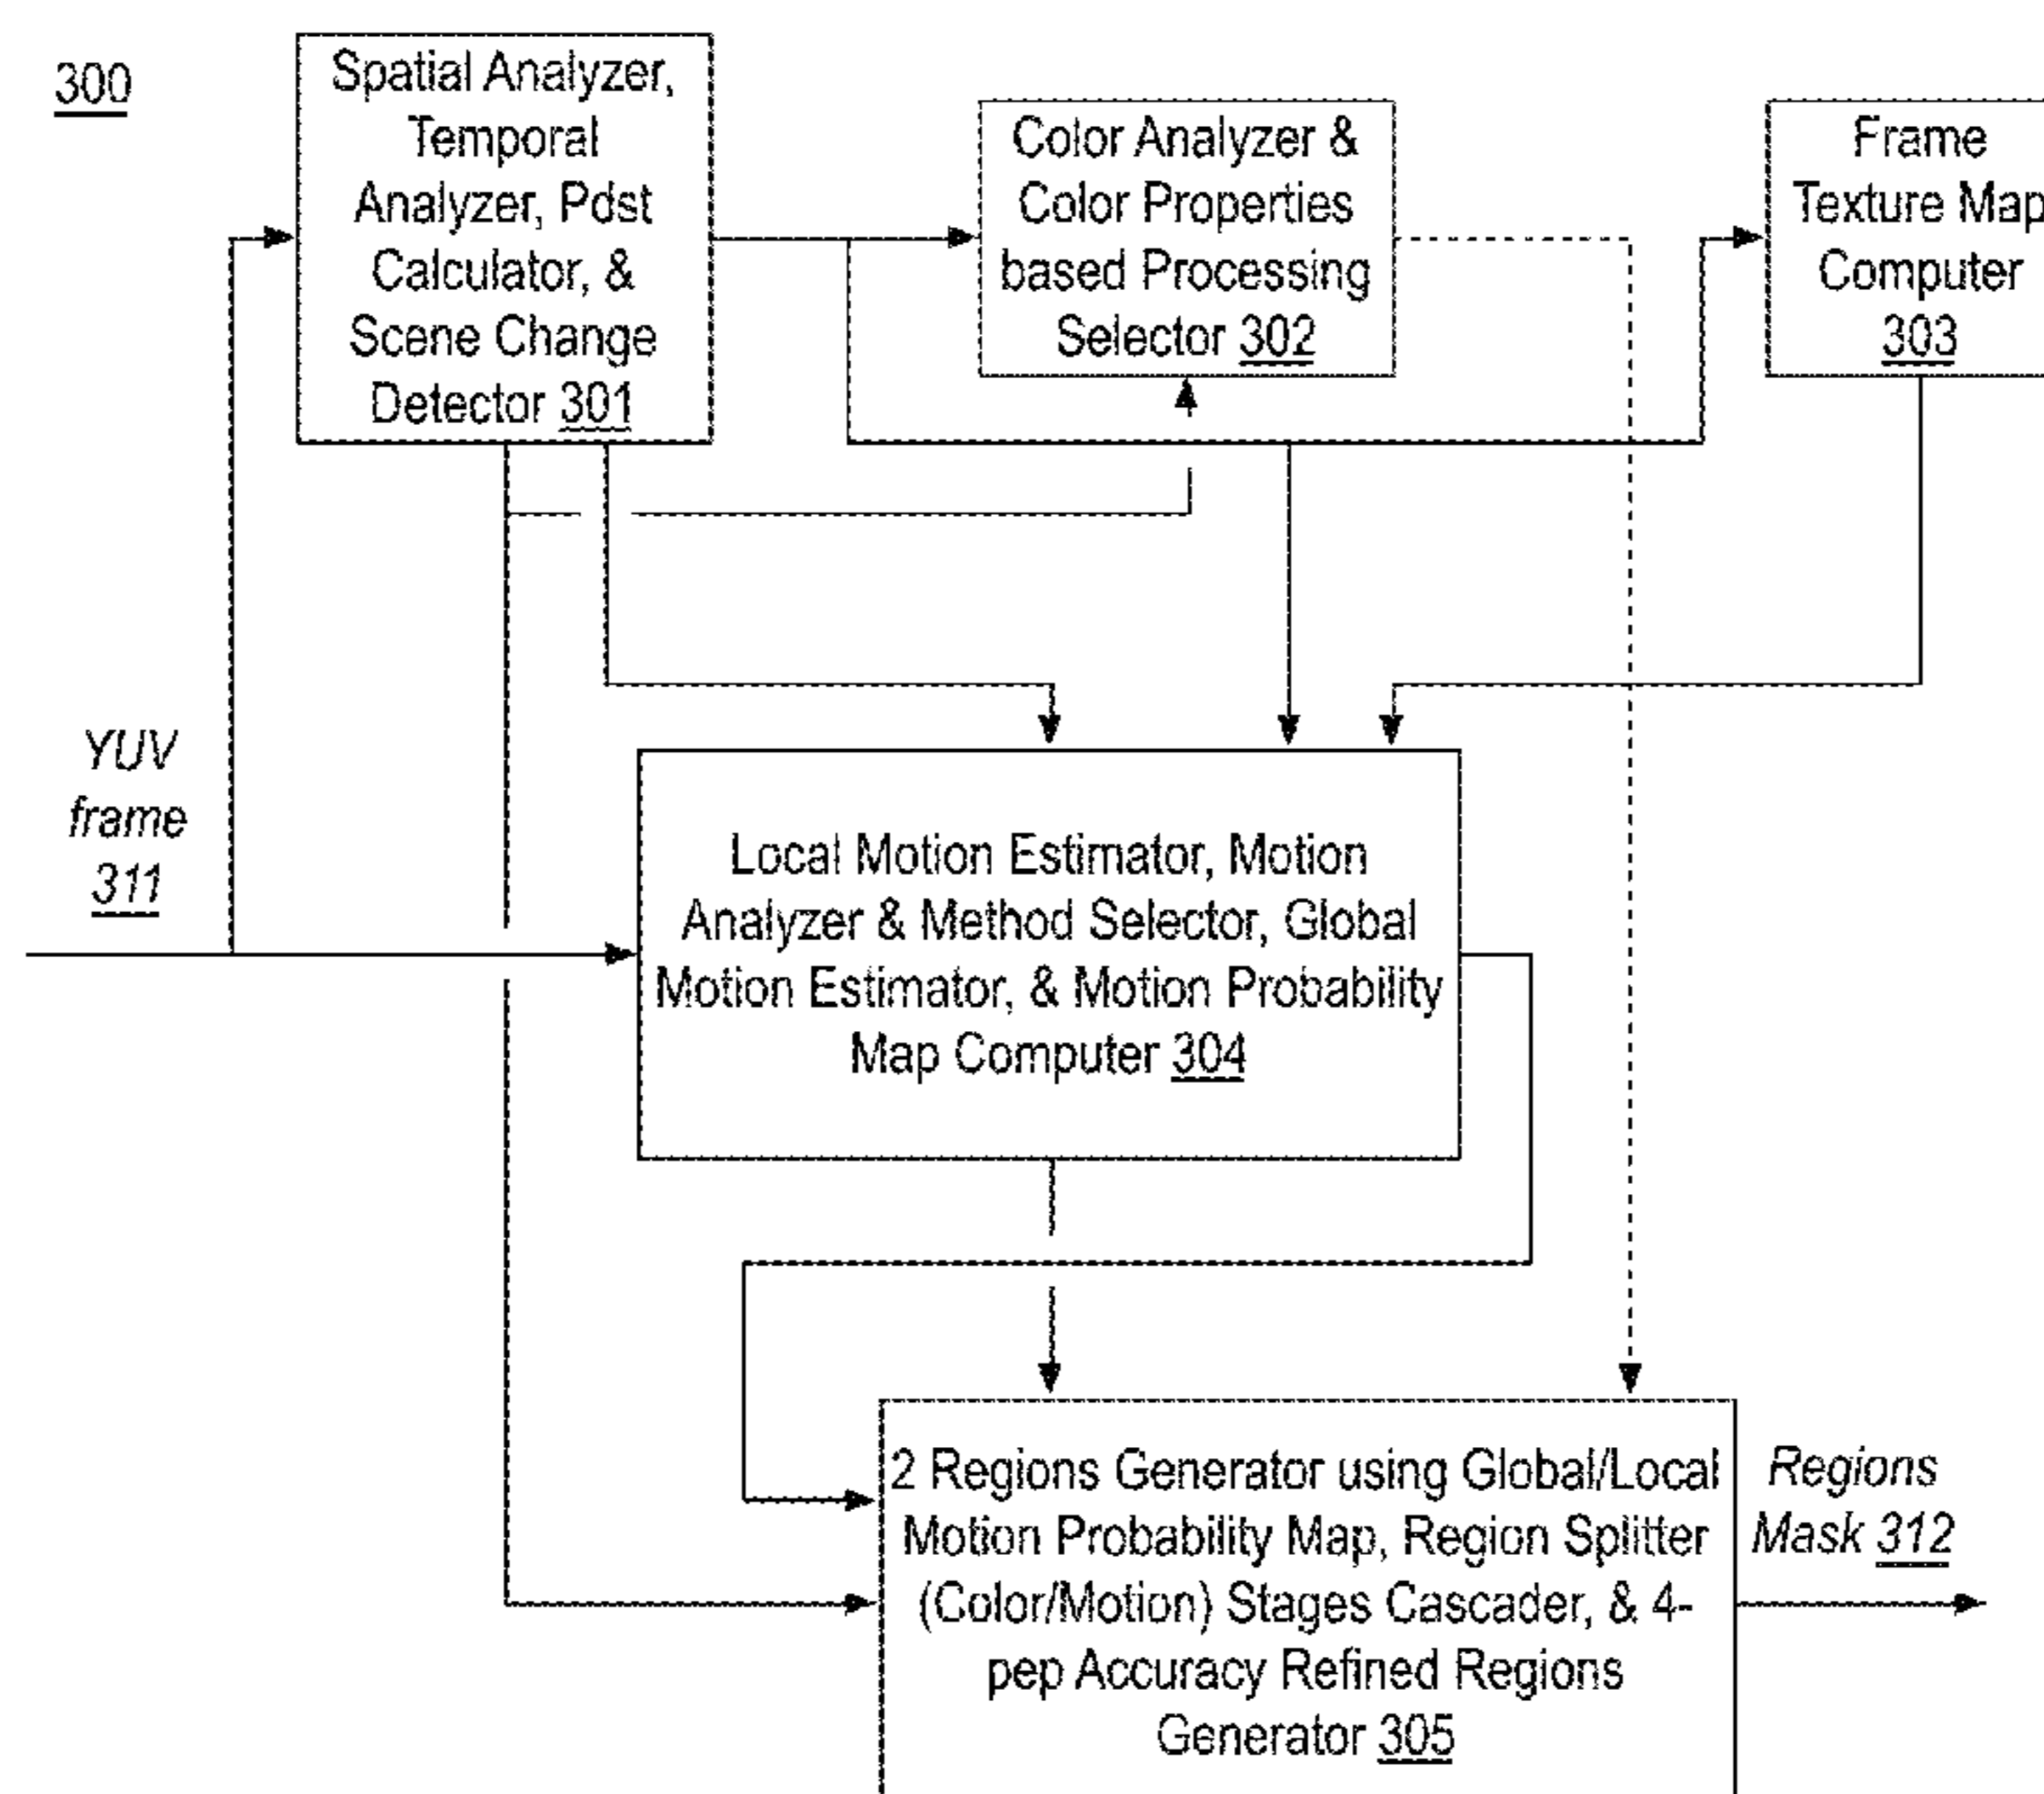 300
Spatial Analyzer,
Temporal
Analyzer, Pdst
Calculator, &
Scene Change
Detector 301
Color Analyzer &
Color Properties
based Processing
Selector 302
Frame
Texture Map
Computer
303
YUV
frame
311
Local Motion Estimator, Motion
Analyzer & Method Selector, Global
Motion Estimator, & Motion Probability
Map Computer 304
2 Regions Generator using Global/Local
Motion Probability Map, Region Splitter
(Color/Motion) Stages Cascader, & 4-
pep Accuracy Refined Regions
Generator 305
Regions
Mask 312